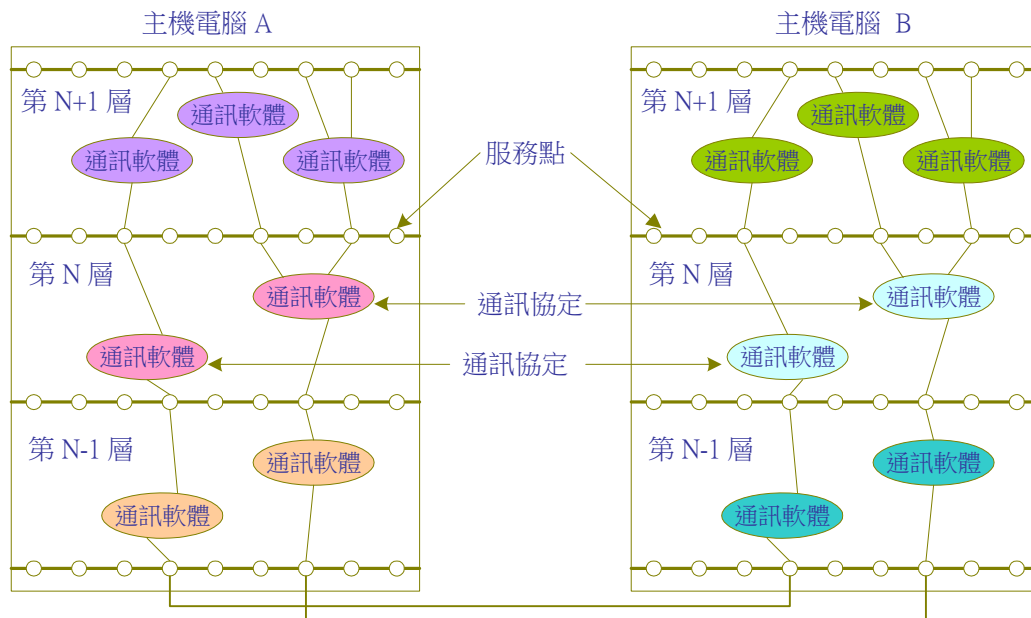 主機電腦 A
主機電腦 B
第 N+1 層
通訊軟體
通訊軟體
通訊軟體
服務點
第 N+1 層
通訊軟體
通訊軟體
通訊軟體
第 N 層
通訊軟體
通訊軟體
通訊協定
通訊協定
第 N 層
通訊軟體
通訊軟體
第 N-1 層
通訊軟體
通訊軟體
第 N-1 層
通訊軟體
通訊軟體